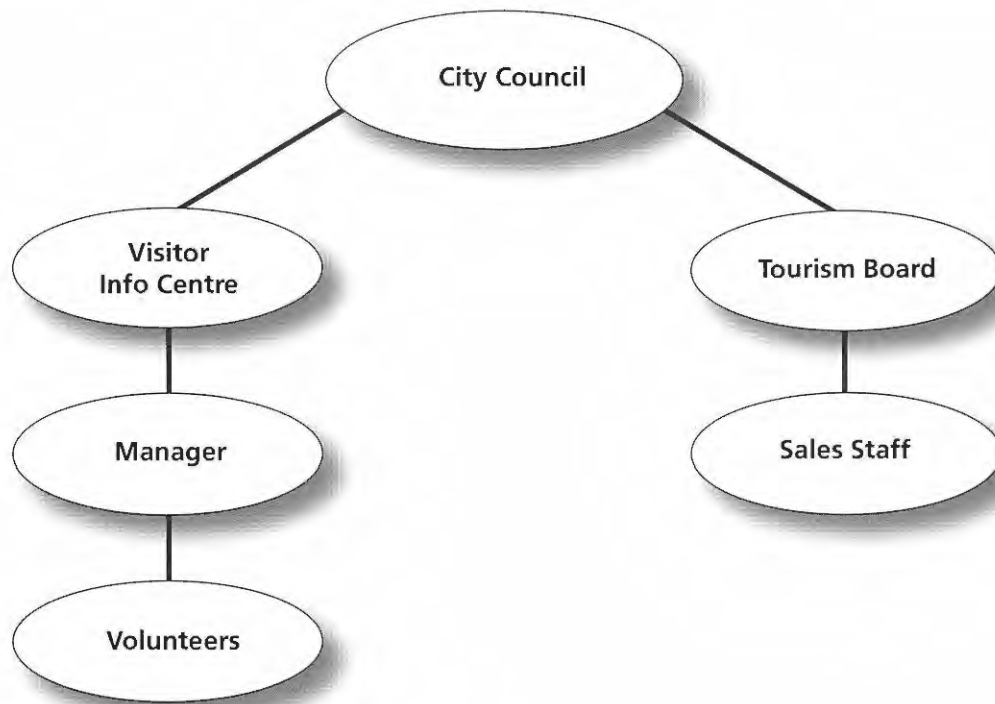 City Council
Visitor
Info Centre
Tourism Board
Manager
Sales Staff
Volunteers